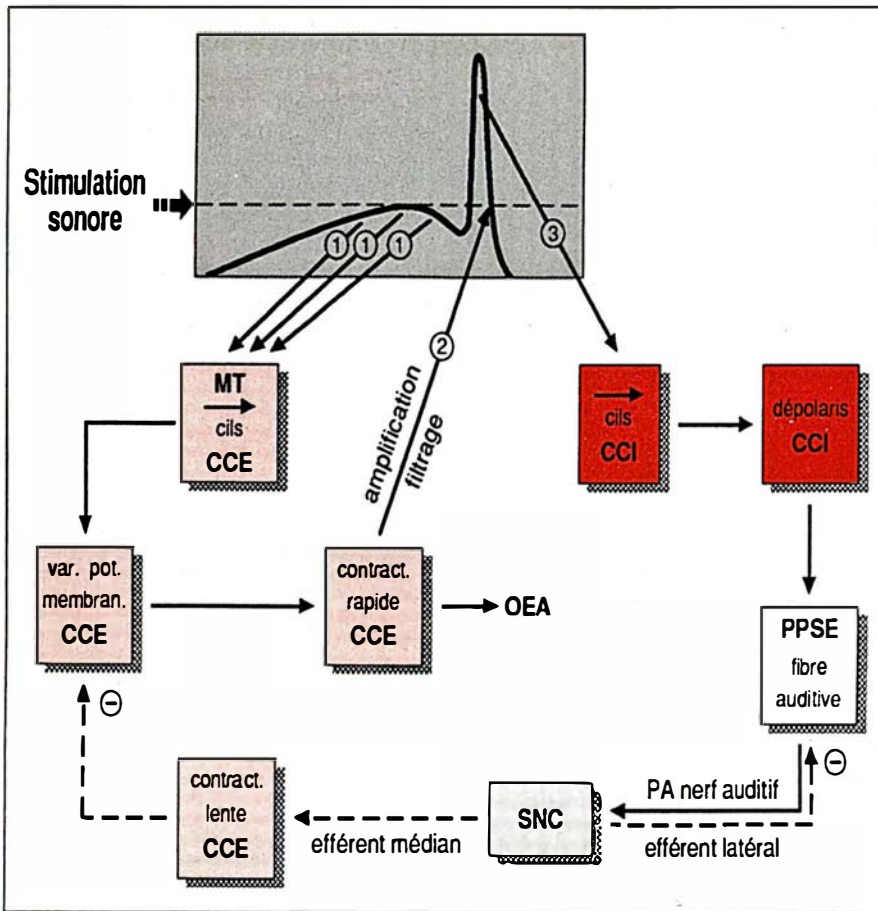 Stimulation
sonore
1 1 1
3
2
amplification
filtrage
MT
cils
CCE
cils
CCI
dépolaris
CCI
var. pot.
membran.
CCE
contract.
rapide
CCE
OEA
PPSE
fibre
auditive
−
−
contract.
lente
CCE
efférent médian
SNC
PA nerf auditif
efférent latéral